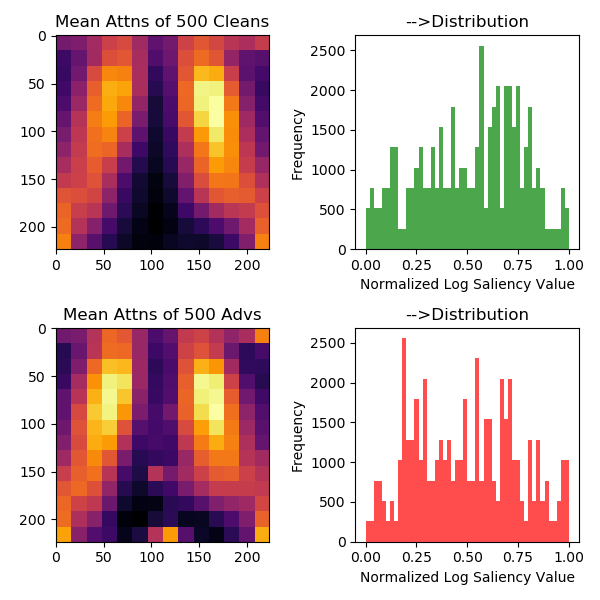 Mean Attns of 500 Cleans
0
50
100
150
200
0 50 100 150 200
-->Distribution
Frequency
2500
2000
1500
1000
500
0
0.00 0.25 0.50 0.75 1.00
Normalized Log Saliency Value
Mean Attns of 500 Advs
0
50
100
150
200
0 50 100 150 200
-->Distribution
Frequency
2500
2000
1500
1000
500
0
0.00 0.25 0.50 0.75 1.00
Normalized Log Saliency Value